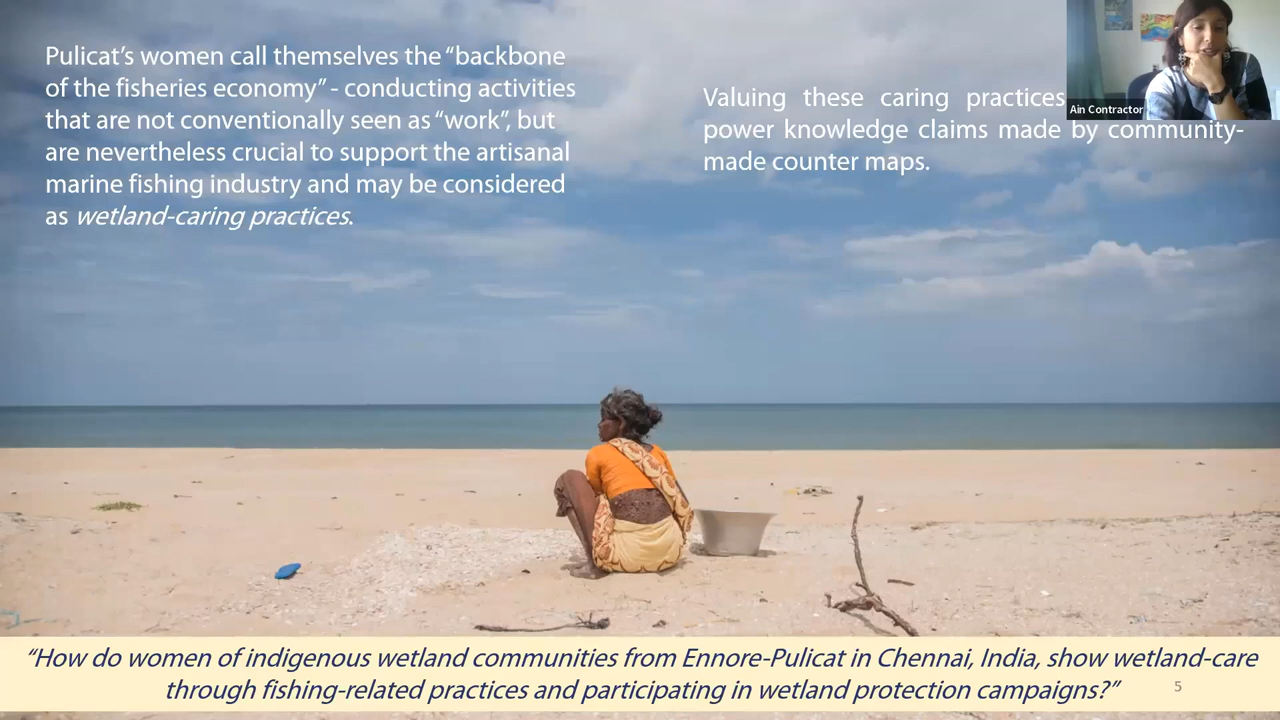 Pulicat’s women call themselves the “backbone
of the fisheries economy” - conducting activities
that are not conventionally seen as “work”, but
are nevertheless crucial to support the artisanal
marine fishing industry and may be considered
as wetland-caring practices.
Valuing these caring practices
power knowledge claims made by community-
made counter maps.
Ain Contractor
“How do women of indigenous wetland communities from Ennore-Pulicat in Chennai, India, show wetland-care
through fishing-related practices and participating in wetland protection campaigns?”
5